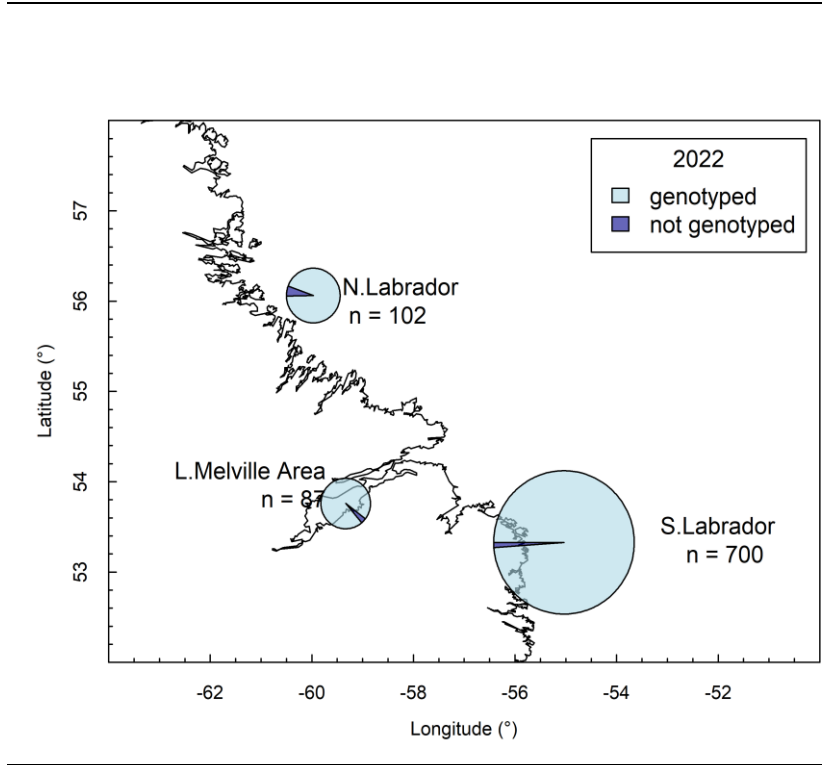 2022
genotyped
not genotyped
57
56
55
54
53
Latitude (°)
N.Labrador
n = 102
L.Melville Area
n = 87
S.Labrador
n = 700
-62
-60
-58
-56
-54
-52
Longitude (°)